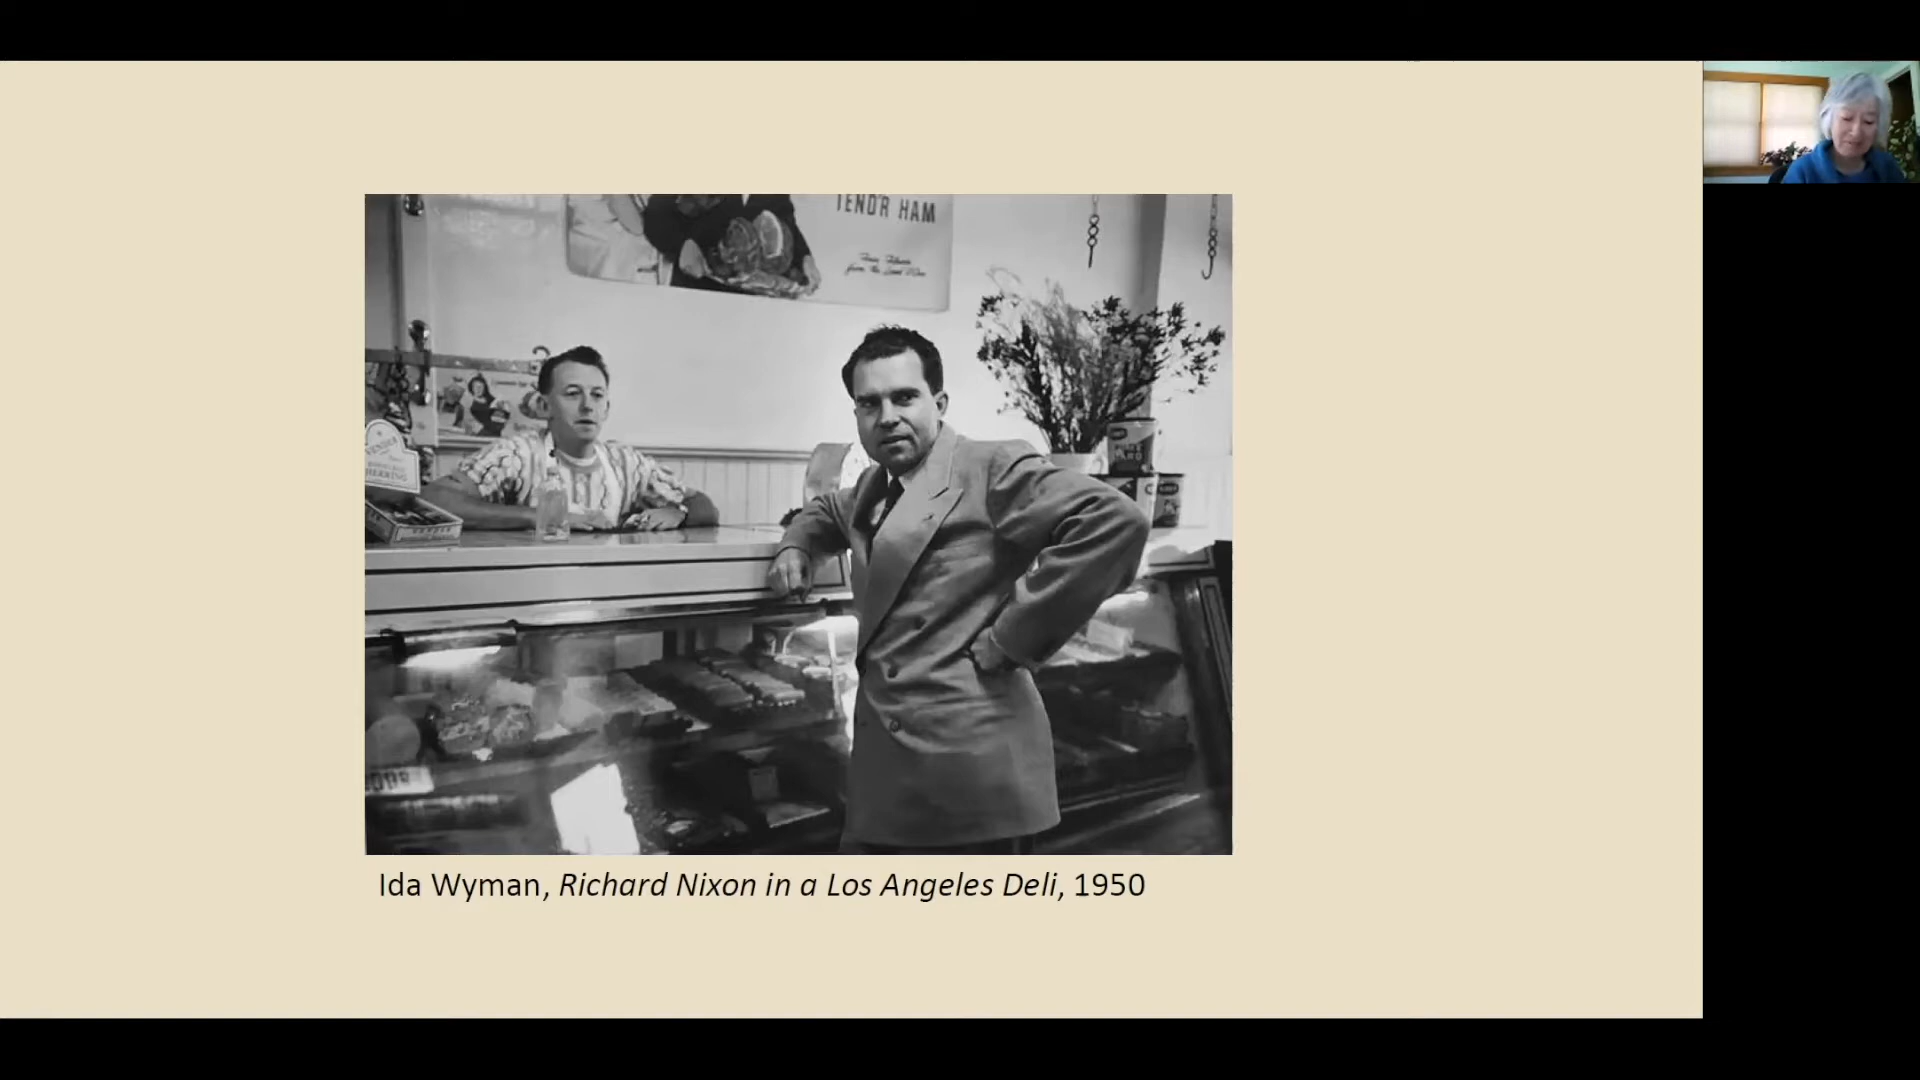 TEND'R HAM
HERRING
Ida Wyman, Richard Nixon in a Los Angeles Deli, 1950